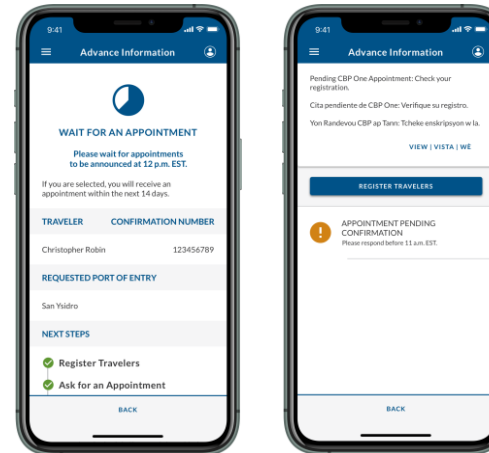 9:41
Advance Information
WAIT FOR AN APPOINTMENT
Please wait for appointments
to be announced at 12 p.m. EST.
If you are selected, you will receive an
appointment within the next 14 days.
TRAVELER CONFIRMATION NUMBER
Christopher Robin 123456789
REQUESTED PORT OF ENTRY
San Ysidro
NEXT STEPS
Register Travelers
Ask for an Appointment
BACK
9:41
Advance Information
Pending CBP One Appointment: Check your
registration.
Cita pendiente de CBP One: Verifique su registro.
Yon Randevou CBP ap Tann: Tcheke enskripsyon w la.
VIEW | VISTA | WÈ
REGISTER TRAVELERS
APPOINTMENT PENDING
CONFIRMATION
Please respond before 11 a.m. EST.
BACK